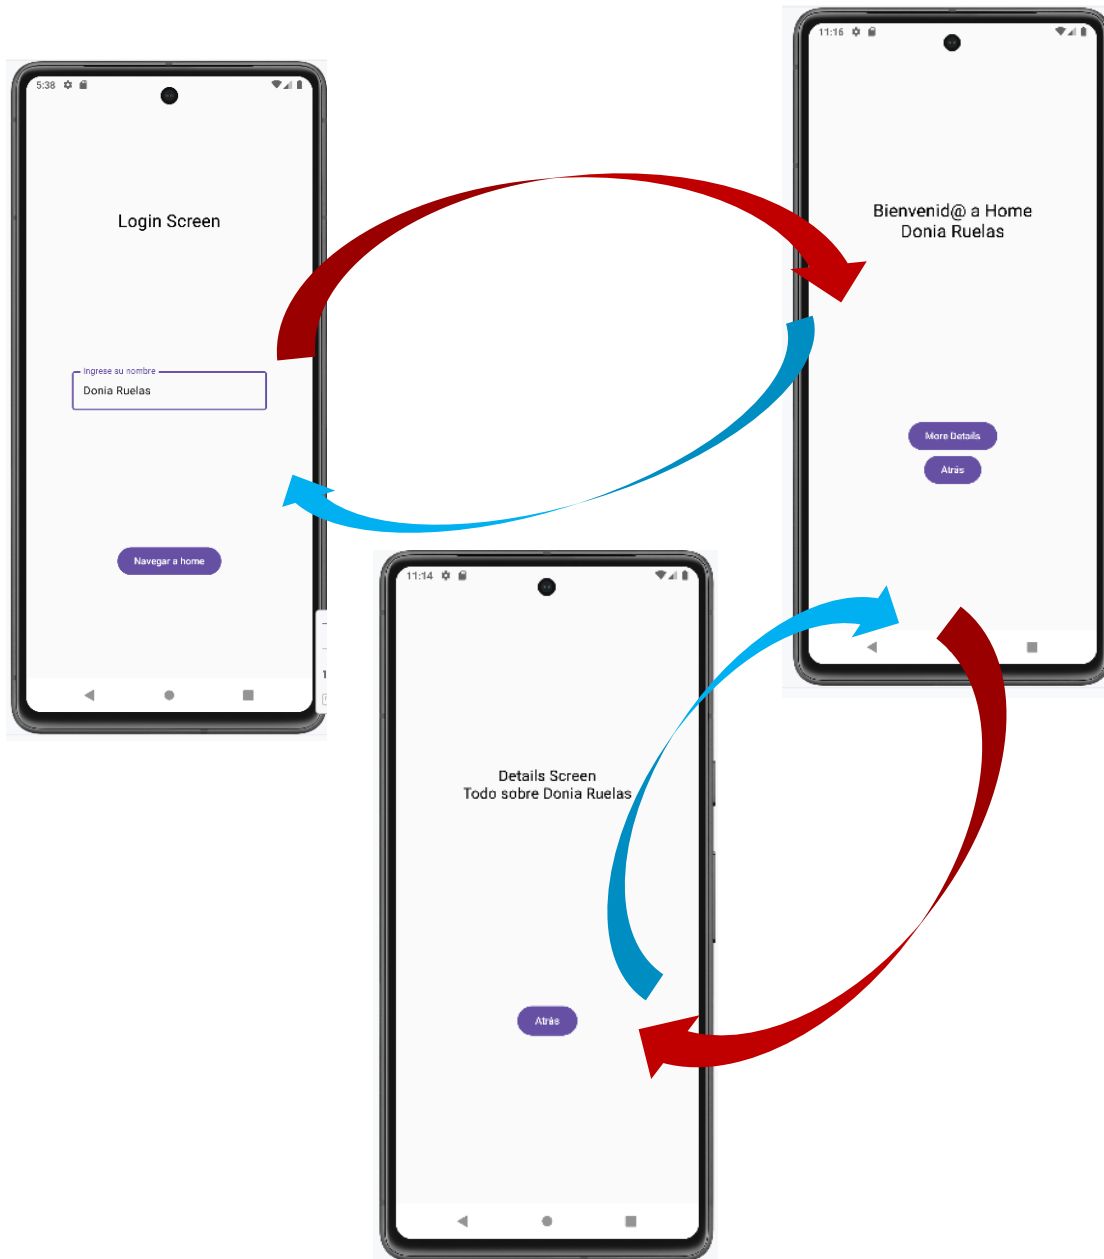 5:38
Login Screen
Ingrese su nombre
Donia Ruelas
Navegar a home
11:16
Bienvenid@ a Home
Donia Ruelas
More Details
Atrás
11:14
Details Screen
Todo sobre Donia Ruelas
Atrás